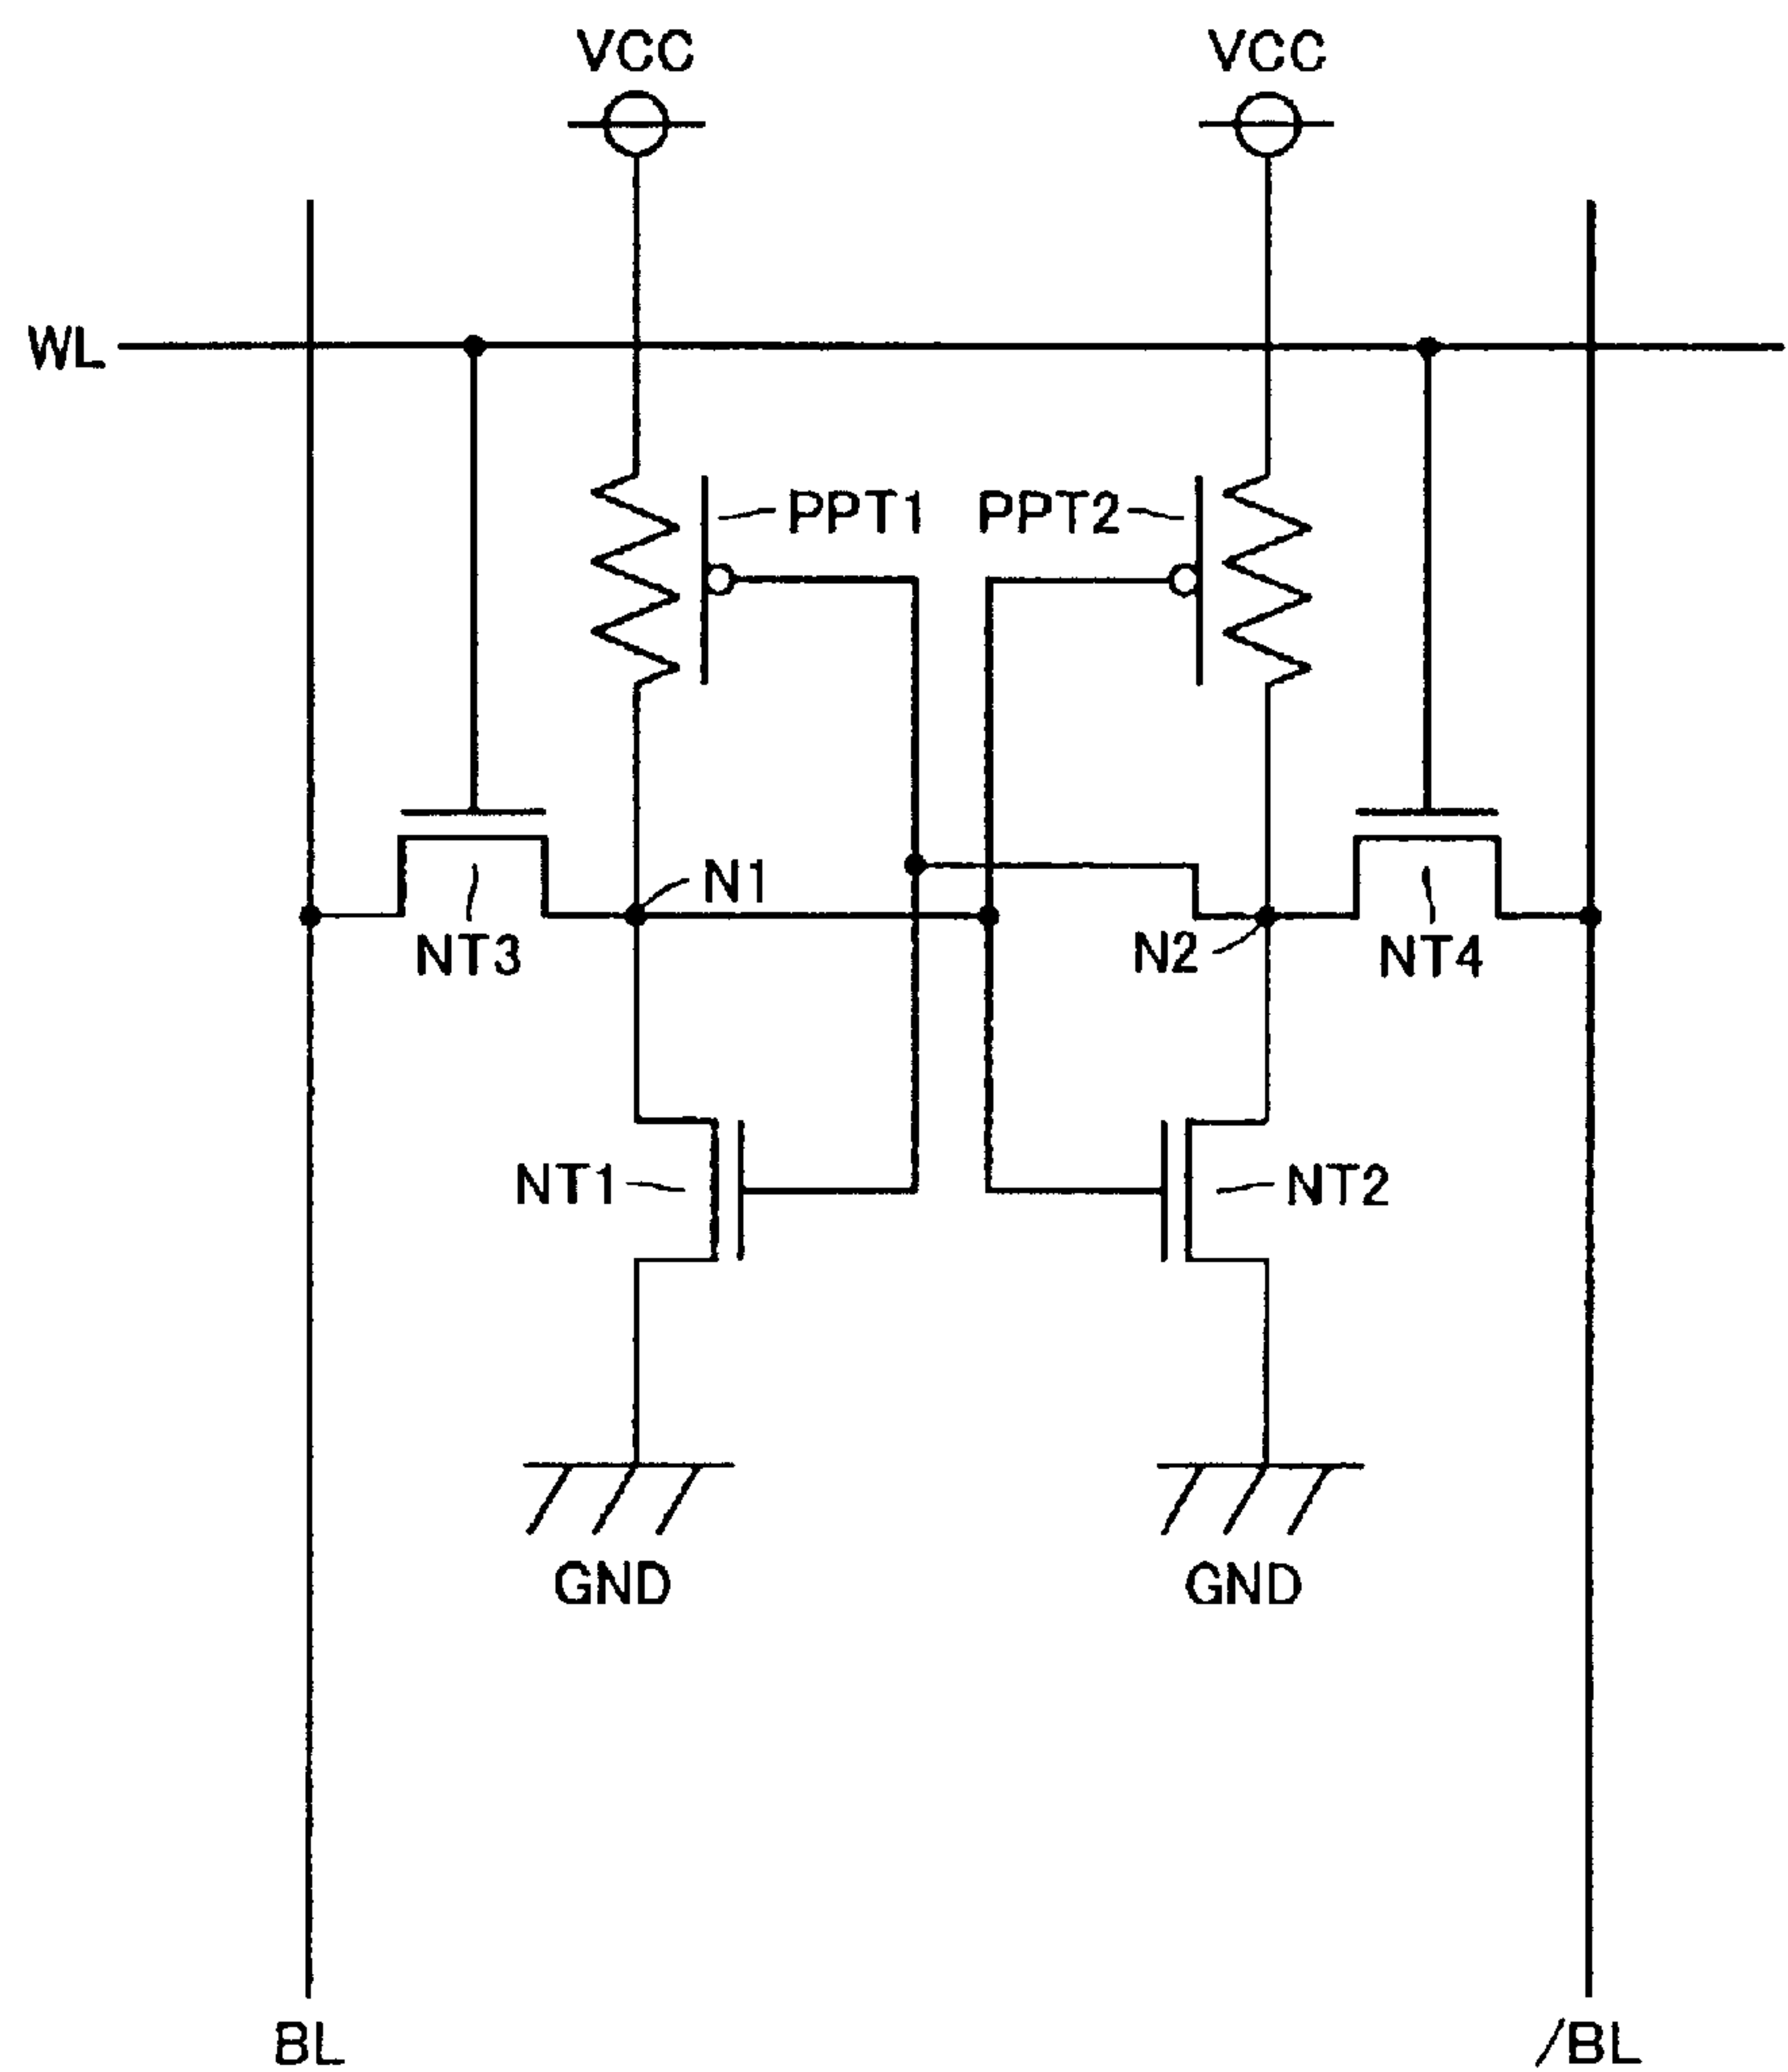 VCC
VCC
WL
PPT1
PPT2
N1
NT3
N2
NT4
NT1
NT2
GND
GND
BL
/BL